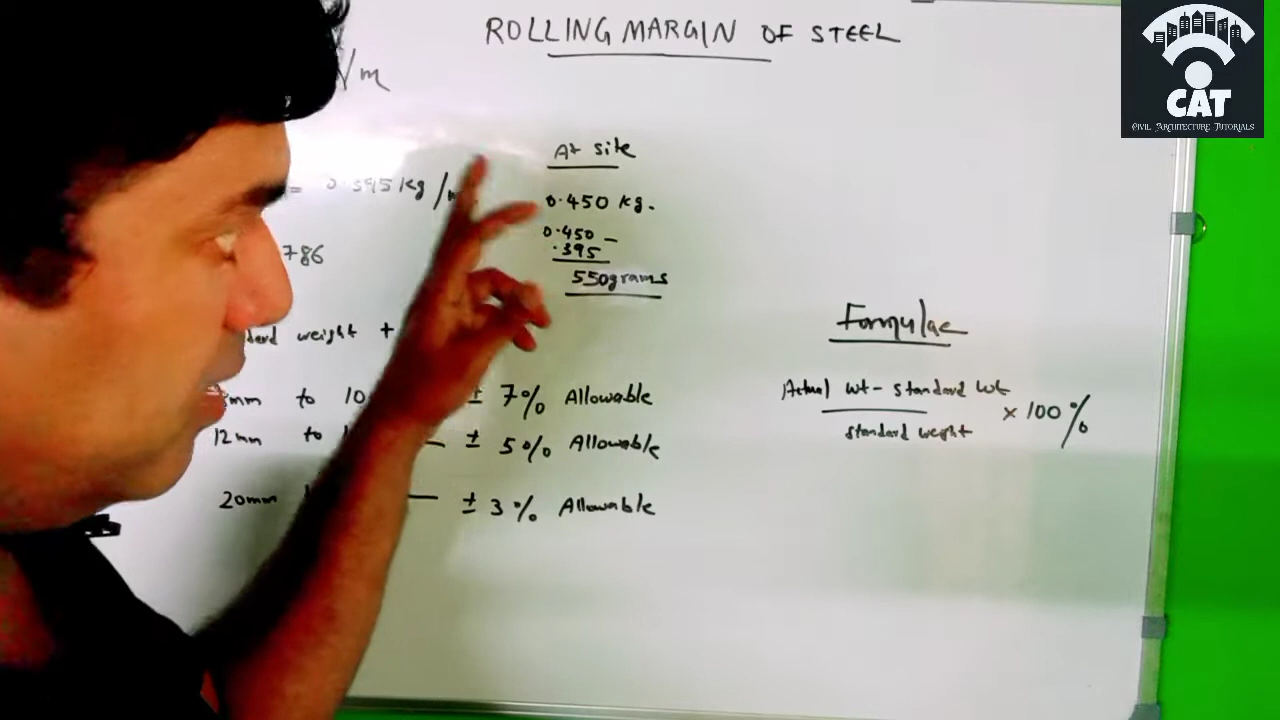 ROLLING MARGIN OF STEEL
/m
CAT
CIVIL ARCHITECTURE TUTORIALS
At site
= 0.395 kg/
0.450 kg.
0.450 -
.395
786
550grams
Formulae
weight +
Actual wt - standard wt
standard weight
× 100%
mm to 10 ± 7% Allowable
12mm to ± 5% Allowable
20mm ± 3% Allowable